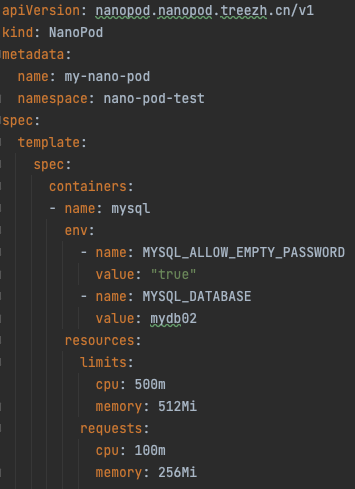 apiVersion: nanopod.nanopod.treezh.cn/v1
kind: NanoPod
metadata:
  name: my-nano-pod
  namespace: nano-pod-test
spec:
  template:
    spec:
      containers:
      - name: mysql
        env:
          - name: MYSQL_ALLOW_EMPTY_PASSWORD
            value: "true"
          - name: MYSQL_DATABASE
            value: mydb02
        resources:
          limits:
            cpu: 500m
            memory: 512Mi
          requests:
            cpu: 100m
            memory: 256Mi